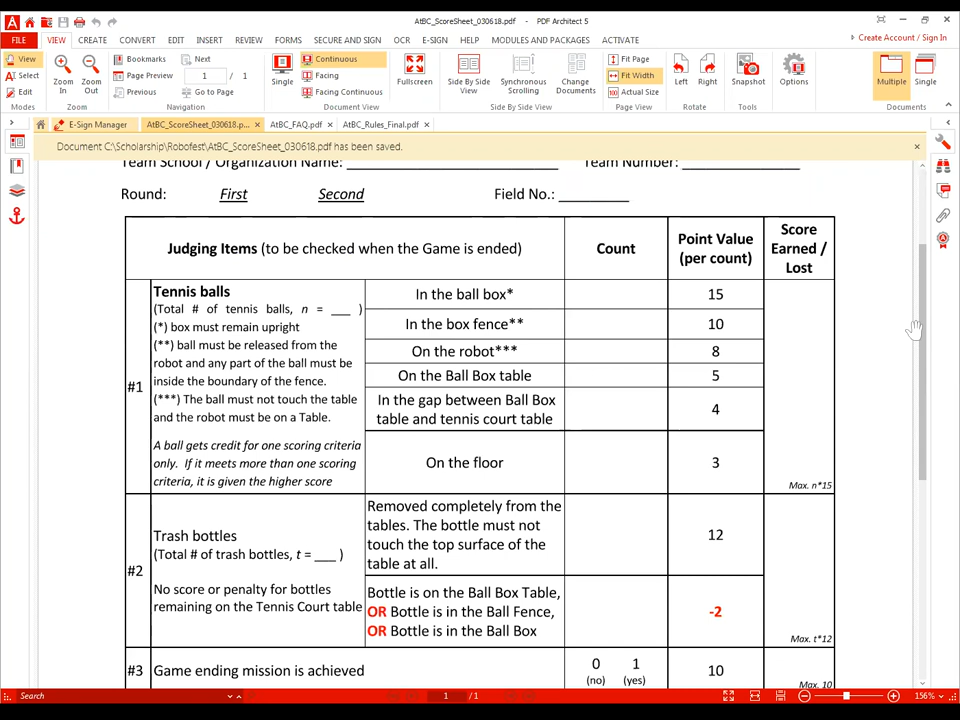 AtBC_ScoreSheet_030618.pdf - PDF Architect 5
FILE VIEW CREATE CONVERT EDIT INSERT REVIEW FORMS SECURE AND SIGN OCR E-SIGN HELP MODULES AND PACKAGES ACTIVATE
Create Account / Sign In
View
Select
Edit
Modes
Zoom In
Zoom Out
Zoom
Bookmarks
Page Preview
Previous
Next
1 / 1
Go to Page
Navigation
Single
Continuous
Facing
Facing Continuous
Document View
Fullscreen
Side By Side View
Synchronous Scrolling
Change Documents
Side By Side View
Fit Page
Fit Width
Actual Size
Page View
Left
Right
Rotate
Snapshot
Tools
Options
Multiple
Single
Documents
E-Sign Manager
AtBC_ScoreSheet_030618.p...
AtBC_FAQ.pdf
AtBC_Rules_Final.pdf
Document C:\Scholarship\Robofest\AtBC_ScoreSheet_030618.pdf has been saved.
Team School / Organization Name: Team Number:
Round: First Second Field No.:
Judging Items (to be checked when the Game is ended)
Count
Point Value
(per count)
Score
Earned /
Lost
#1
Tennis balls
(Total # of tennis balls, n = ___ )
(*) box must remain upright
(**) ball must be released from the
robot and any part of the ball must be
inside the boundary of the fence.
(***) The ball must not touch the table
and the robot must be on a Table.
A ball gets credit for one scoring criteria
only. If it meets more than one scoring
criteria, it is given the higher score
In the ball box* 15
In the box fence** 10
On the robot*** 8
On the Ball Box table 5
In the gap between Ball Box
table and tennis court table 4
On the floor 3
Max. n*15
#2
Trash bottles
(Total # of trash bottles, t = ___ )
No score or penalty for bottles
remaining on the Tennis Court table
Removed completely from the
tables. The bottle must not
touch the top surface of the
table at all.
12
Bottle is on the Ball Box Table,
OR Bottle is in the Ball Fence,
OR Bottle is in the Ball Box
-2
Max. t*12
#3 Game ending mission is achieved
0 1
(no) (yes)
10
Max. 10
Search
1 / 1
156%